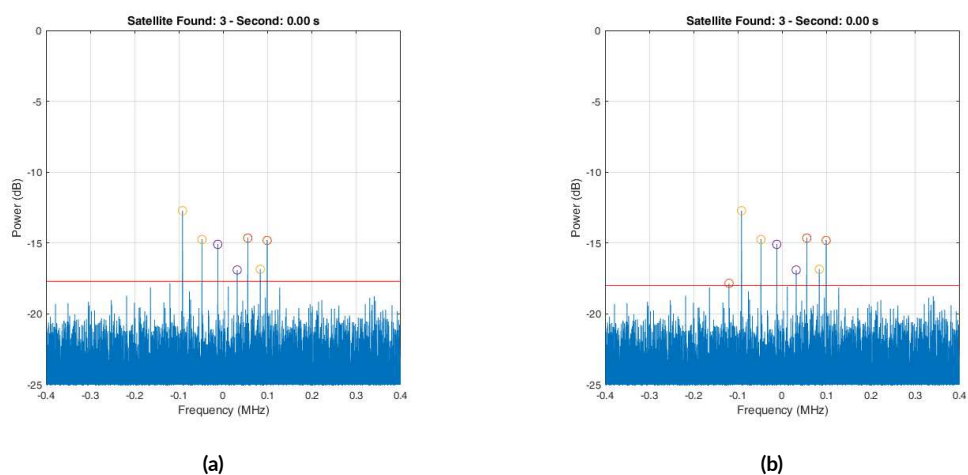 Satellite Found: 3 - Second: 0.00 s
0
-5
-10
-15
-20
-25
Power (dB)
-0.4 -0.3 -0.2 -0.1 0 0.1 0.2 0.3 0.4
Frequency (MHz)
(a)
Satellite Found: 3 - Second: 0.00 s
0
-5
-10
-15
-20
-25
Power (dB)
-0.4 -0.3 -0.2 -0.1 0 0.1 0.2 0.3 0.4
Frequency (MHz)
(b)